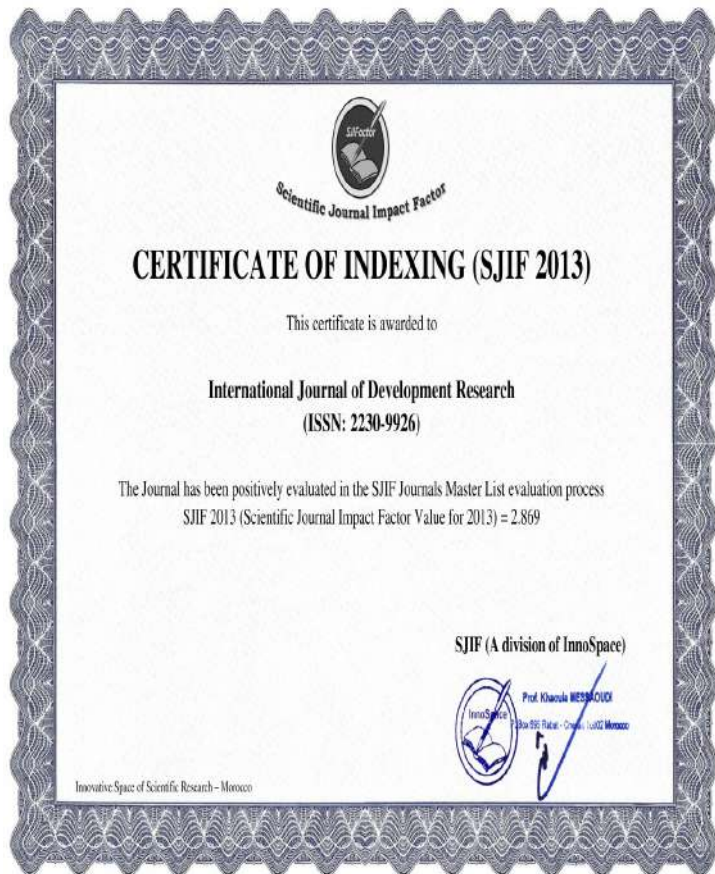 SJIFactor
Scientific Journal Impact Factor
CERTIFICATE OF INDEXING (SJIF 2013)
This certificate is awarded to
International Journal of Development Research
(ISSN: 2230-9926)
The Journal has been positively evaluated in the SJIF Journals Master List evaluation process
SJIF 2013 (Scientific Journal Impact Factor Value for 2013) = 2.869
SJIF (A division of InnoSpace)
InnoSpace
Prof. Khaoula MESSAOUDI
Rabat - Morocco
Innovative Space of Scientific Research – Morocco